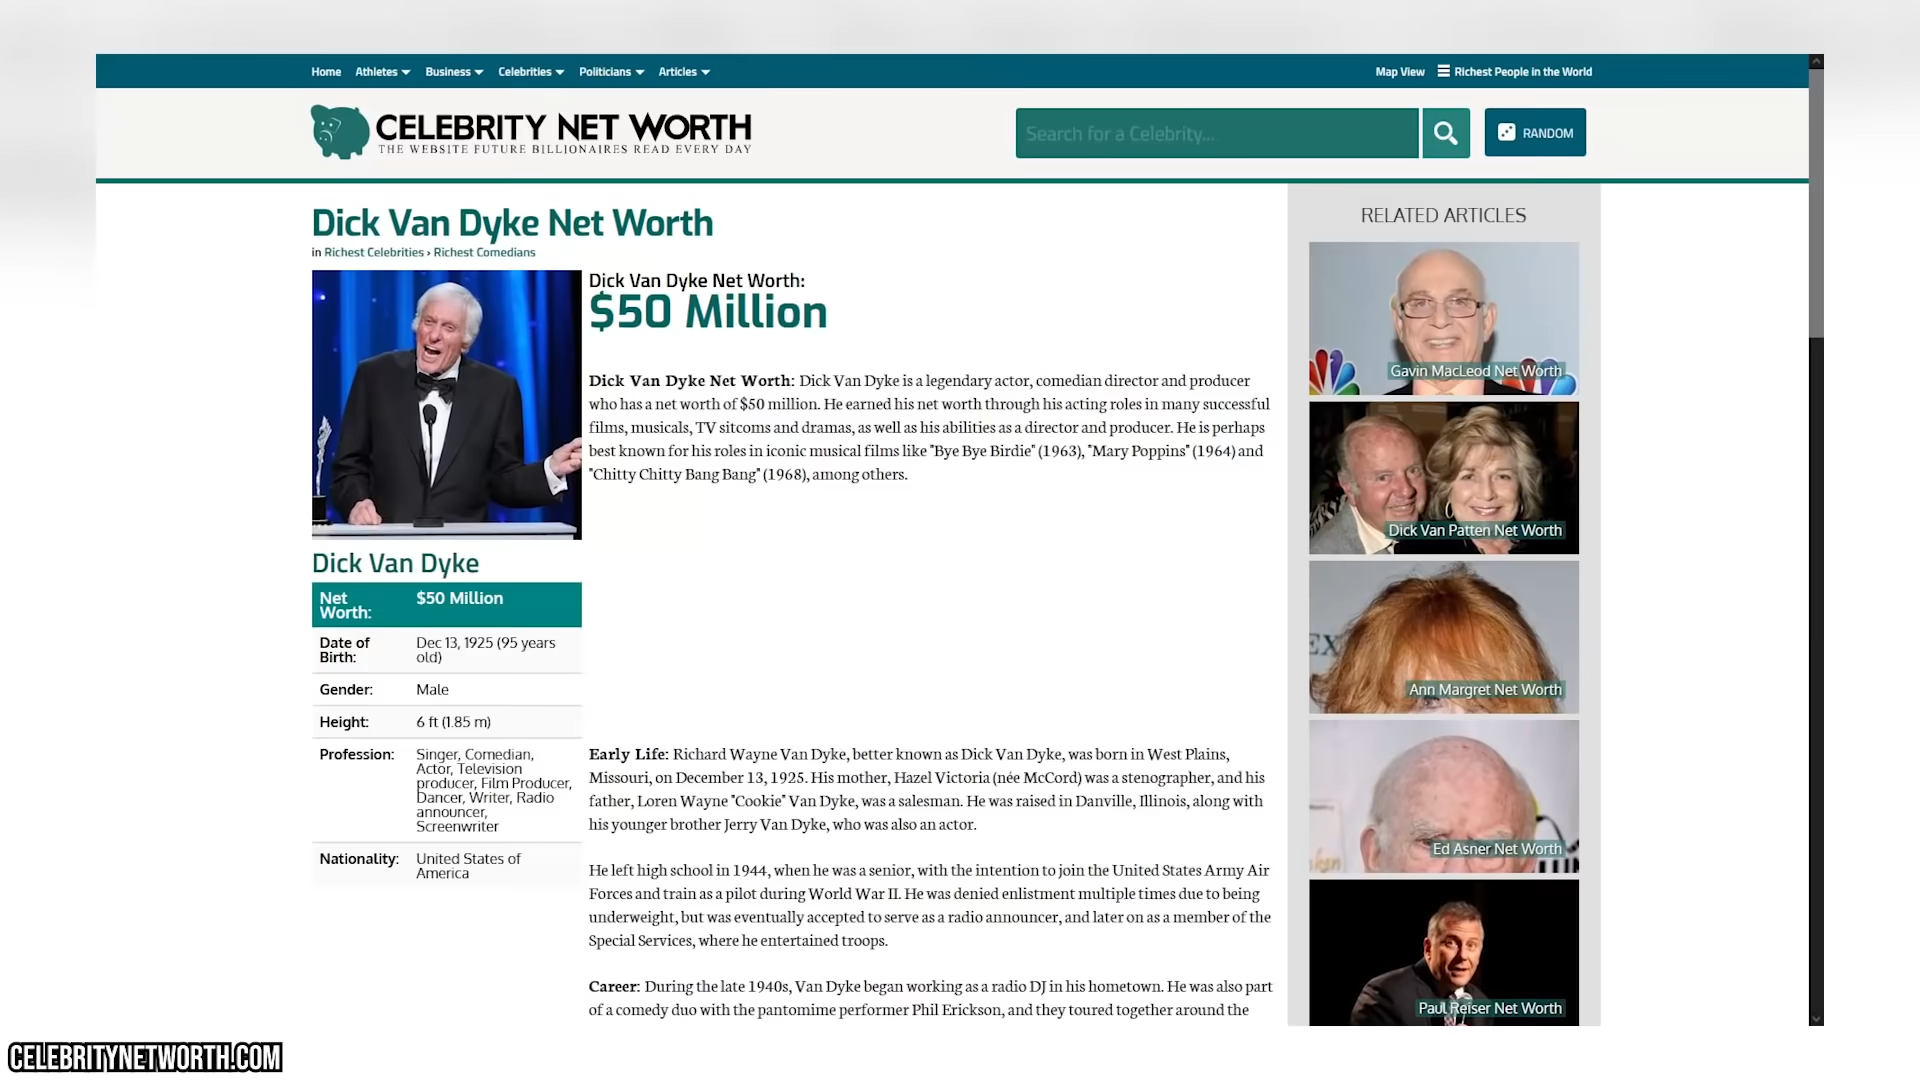 Home Athletes Business Celebrities Politicians Articles Map View Richest People in the World
CELEBRITY NET WORTH
THE WEBSITE FUTURE BILLIONAIRES READ EVERY DAY
Search for a Celebrity...
RANDOM
Dick Van Dyke Net Worth
in Richest Celebrities › Richest Comedians
Dick Van Dyke Net Worth:
$50 Million
Dick Van Dyke Net Worth: Dick Van Dyke is a legendary actor, comedian director and producer
who has a net worth of $50 million. He earned his net worth through his acting roles in many successful
films, musicals, TV sitcoms and dramas, as well as his abilities as a director and producer. He is perhaps
best known for his roles in iconic musical films like "Bye Bye Birdie" (1963), "Mary Poppins" (1964) and
"Chitty Chitty Bang Bang" (1968), among others.
Dick Van Dyke
Net
Worth:
$50 Million
Date of
Birth:
Dec 13, 1925 (95 years
old)
Gender: Male
Height: 6 ft (1.85 m)
Profession: Singer, Comedian,
Actor, Television
producer, Film Producer,
Dancer, Writer, Radio
announcer,
Screenwriter
Nationality: United States of
America
Early Life: Richard Wayne Van Dyke, better known as Dick Van Dyke, was born in West Plains,
Missouri, on December 13, 1925. His mother, Hazel Victoria (née McCord) was a stenographer, and his
father, Loren Wayne "Cookie" Van Dyke, was a salesman. He was raised in Danville, Illinois, along with
his younger brother Jerry Van Dyke, who was also an actor.
He left high school in 1944, when he was a senior, with the intention to join the United States Army Air
Forces and train as a pilot during World War II. He was denied enlistment multiple times due to being
underweight, but was eventually accepted to serve as a radio announcer, and later on as a member of the
Special Services, where he entertained troops.
Career: During the late 1940s, Van Dyke began working as a radio DJ in his hometown. He was also part
of a comedy duo with the pantomime performer Phil Erickson, and they toured together around the
RELATED ARTICLES
Gavin MacLeod Net Worth
Dick Van Patten Net Worth
EX
Ann Margret Net Worth
Ed Asner Net Worth
Paul Reiser Net Worth
CELEBRITYNETWORTH.COM